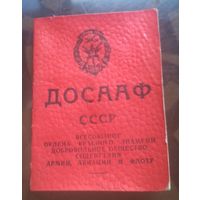 ДОСААФ
СССР
ВСЕСОЮЗНОЕ
ОРДЕНА КРАСНОГО ЗНАМЕНИ
ДОБРОВОЛЬНОЕ ОБЩЕСТВО
СОДЕЙСТВИЯ
АРМИИ, АВИАЦИИ И ФЛОТУ